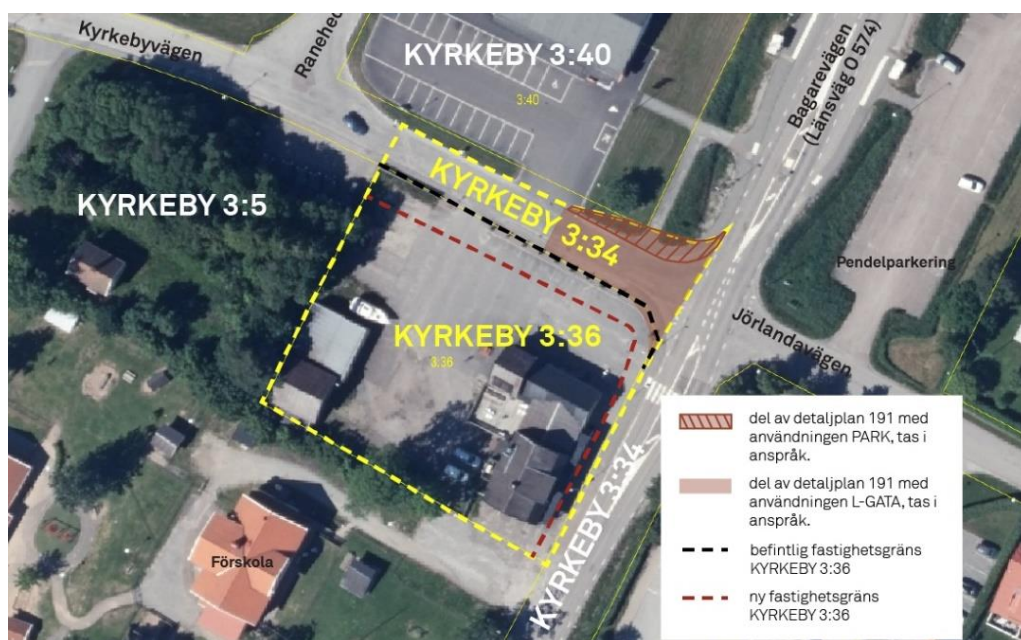 Kyrkebyvägen
Ranehed
KYRKEBY 3:40
3:40
Bagarevägen
(Länsväg O 574)
KYRKEBY 3:5
KYRKEBY 3:34
Pendelparkering
KYRKEBY 3:36
3:36
Jörlandavägen
KYRKEBY 3:34
Förskola
del av detaljplan 191 med
användningen PARK, tas i
anspråk.
del av detaljplan 191 med
användningen L-GATA, tas i
anspråk.
befintlig fastighetsgräns
KYRKEBY 3:36
ny fastighetsgräns
KYRKEBY 3:36